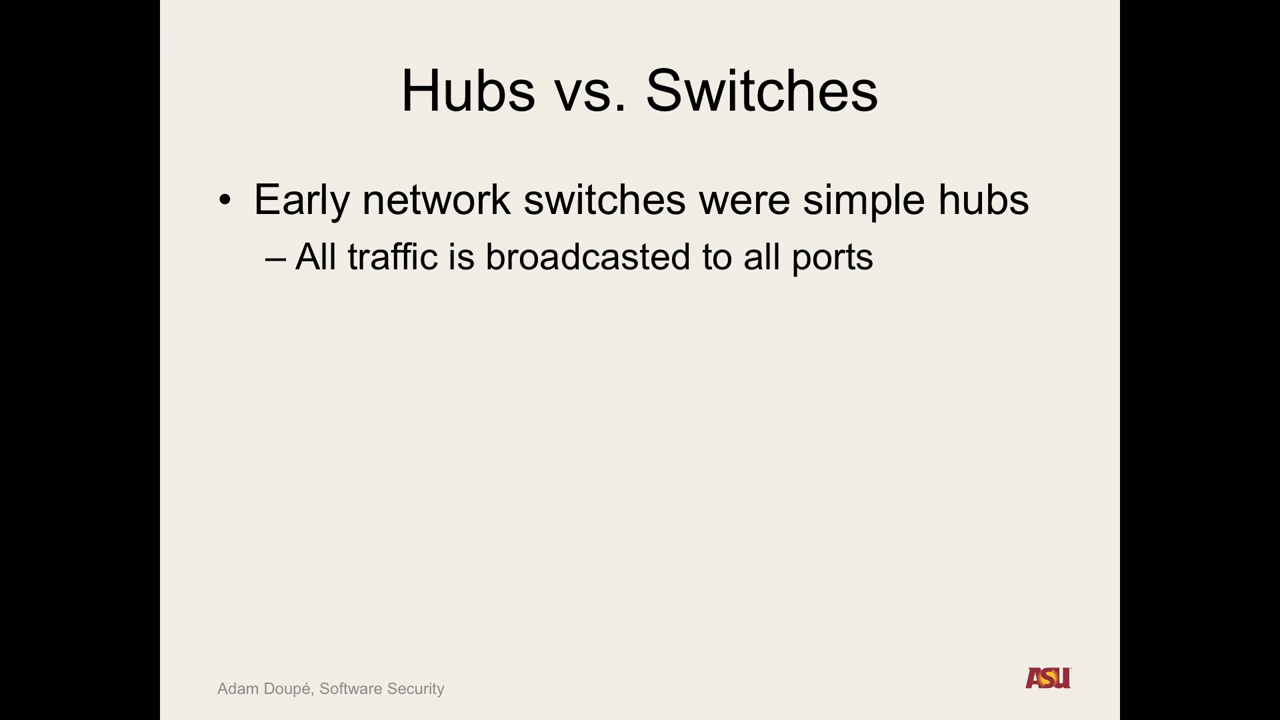 Hubs vs. Switches
• Early network switches were simple hubs
– All traffic is broadcasted to all ports
Adam Doupé, Software Security
ASU